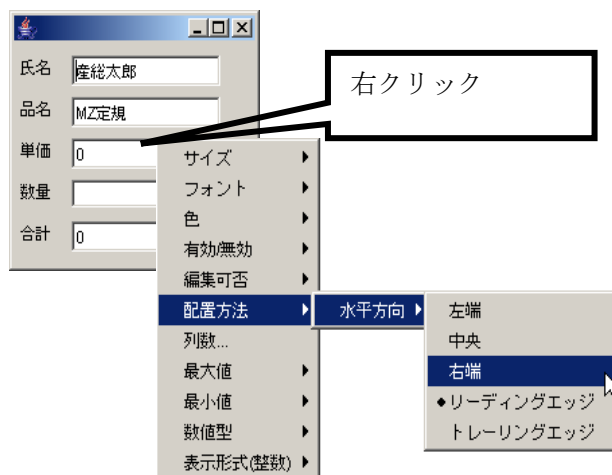 氏名 産総太郎
品名 MZ定規
単価 0
数量
合計 0
右クリック
サイズ
フォント
色
有効/無効
編集可否
配置方法
列数...
最大値
最小値
数値型
表示形式(整数)
水平方向
左端
中央
右端
リーディングエッジ
トレーリングエッジ